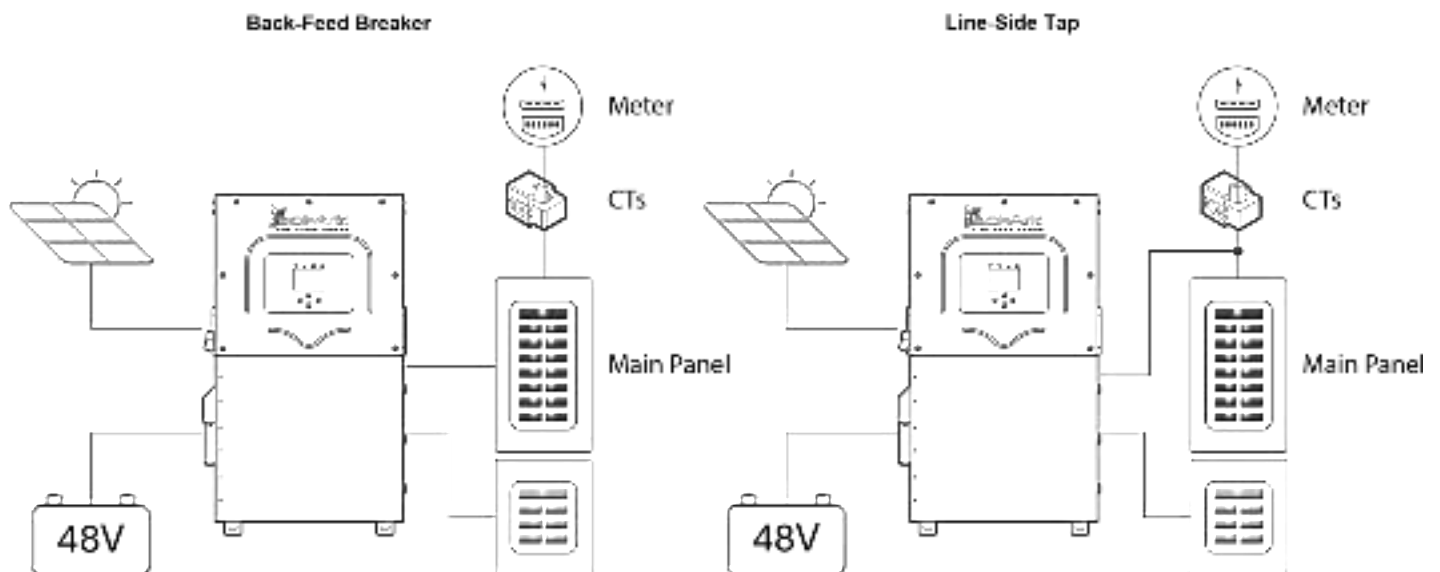 Back-Feed Breaker
Line-Side Tap
Meter
Meter
CTs
CTs
Main Panel
Main Panel
48V
48V